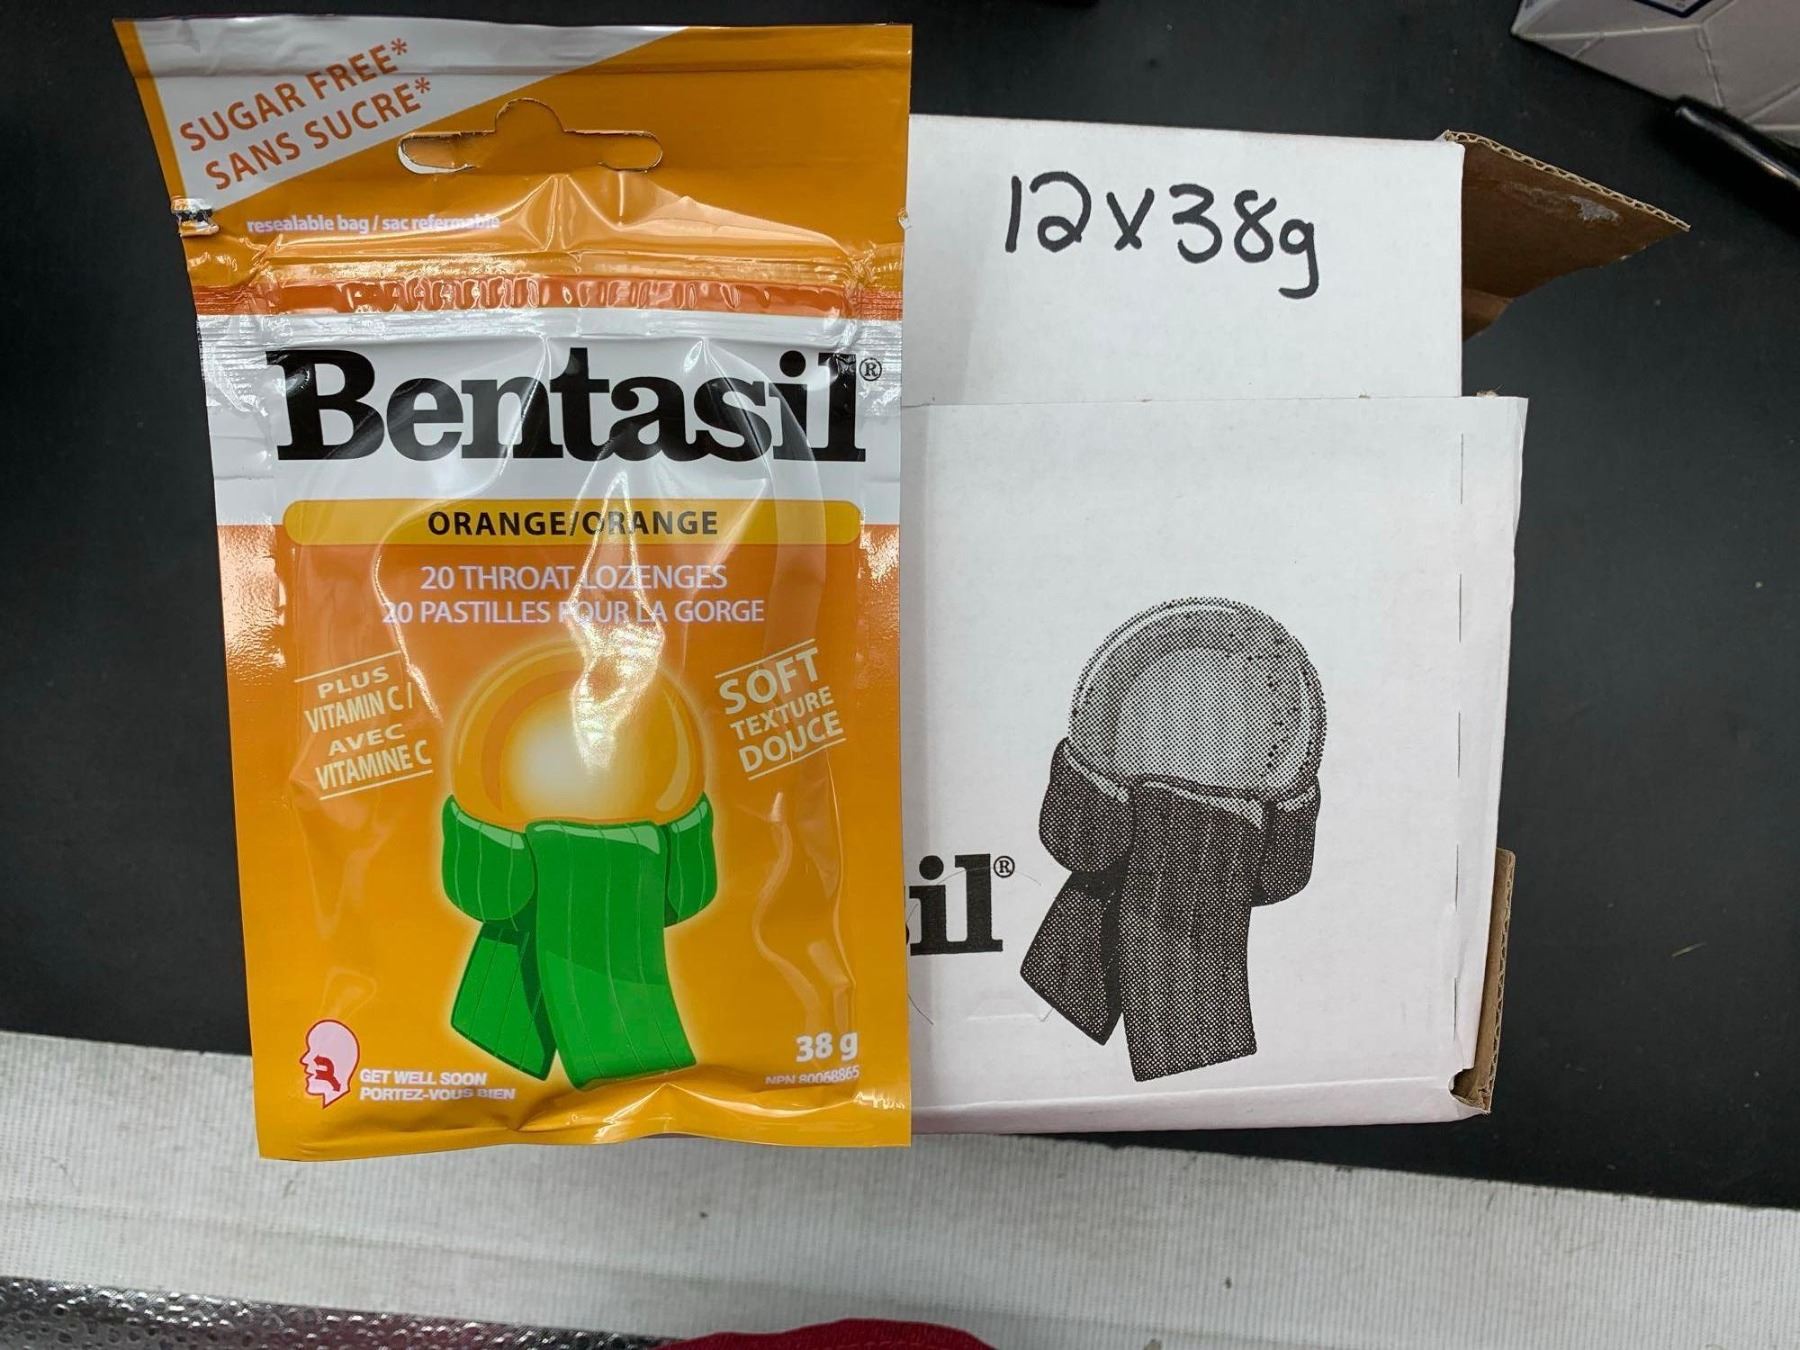 SUGAR FREE*
SANS SUCRE*
resealable bag / sac refermable
Bentasil®
ORANGE/ORANGE
20 THROAT LOZENGES
20 PASTILLES POUR LA GORGE
PLUS
VITAMIN C /
AVEC
VITAMINE C
SOFT
TEXTURE
DOUCE
38 g
NPN 80068865
GET WELL SOON
PORTEZ-VOUS BIEN
12x38g
il®